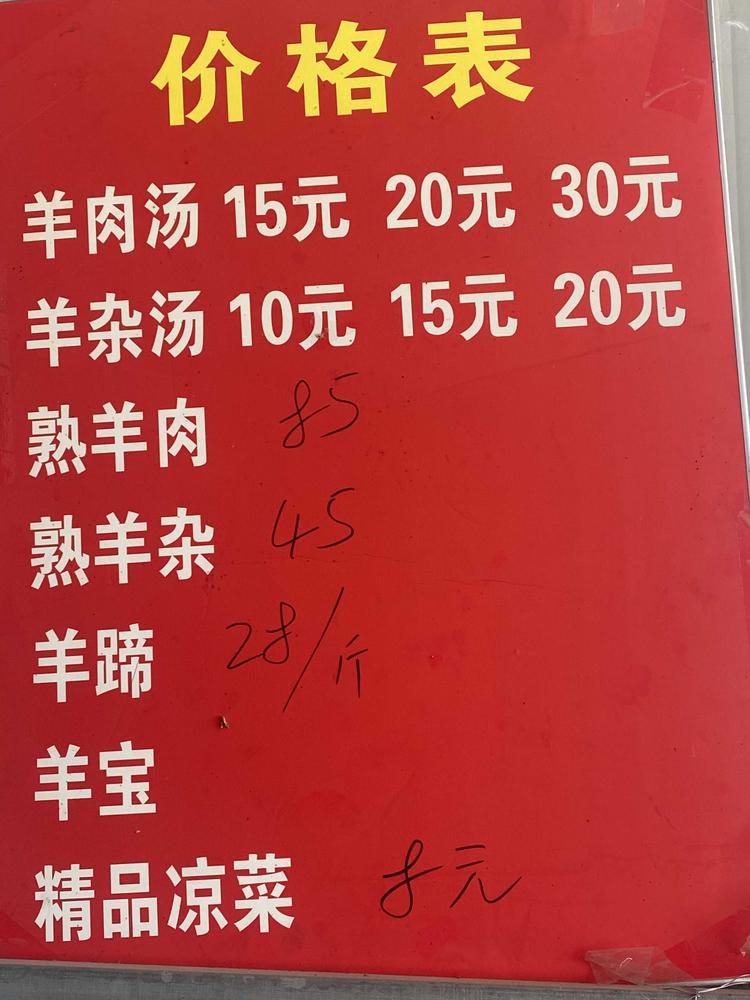 价格表
羊肉汤 15元 20元 30元
羊杂汤 10元 15元 20元
熟羊肉 85
熟羊杂 45
羊蹄 28/斤
羊宝
精品凉菜 8元